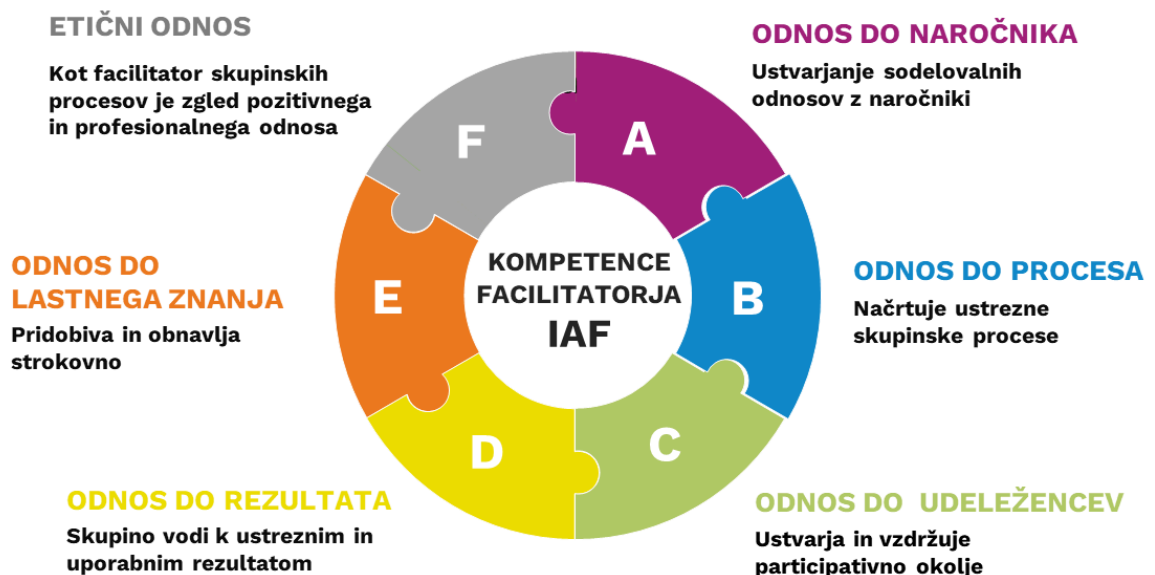 ETIČNI ODNOS
Kot facilitator skupinskih
procesov je zgled pozitivnega
in profesionalnega odnosa
ODNOS DO NAROČNIKA
Ustvarjanje sodelovalnih
odnosov z naročniki
F
A
ODNOS DO
LASTNEGA ZNANJA
Pridobiva in obnavlja
strokovno
E
KOMPETENCE
FACILITATORJA
IAF
B
ODNOS DO PROCESA
Načrtuje ustrezne
skupinske procese
D
C
ODNOS DO REZULTATA
Skupino vodi k ustreznim in
uporabnim rezultatom
ODNOS DO UDELEŽENCEV
Ustvarja in vzdržuje
participativno okolje